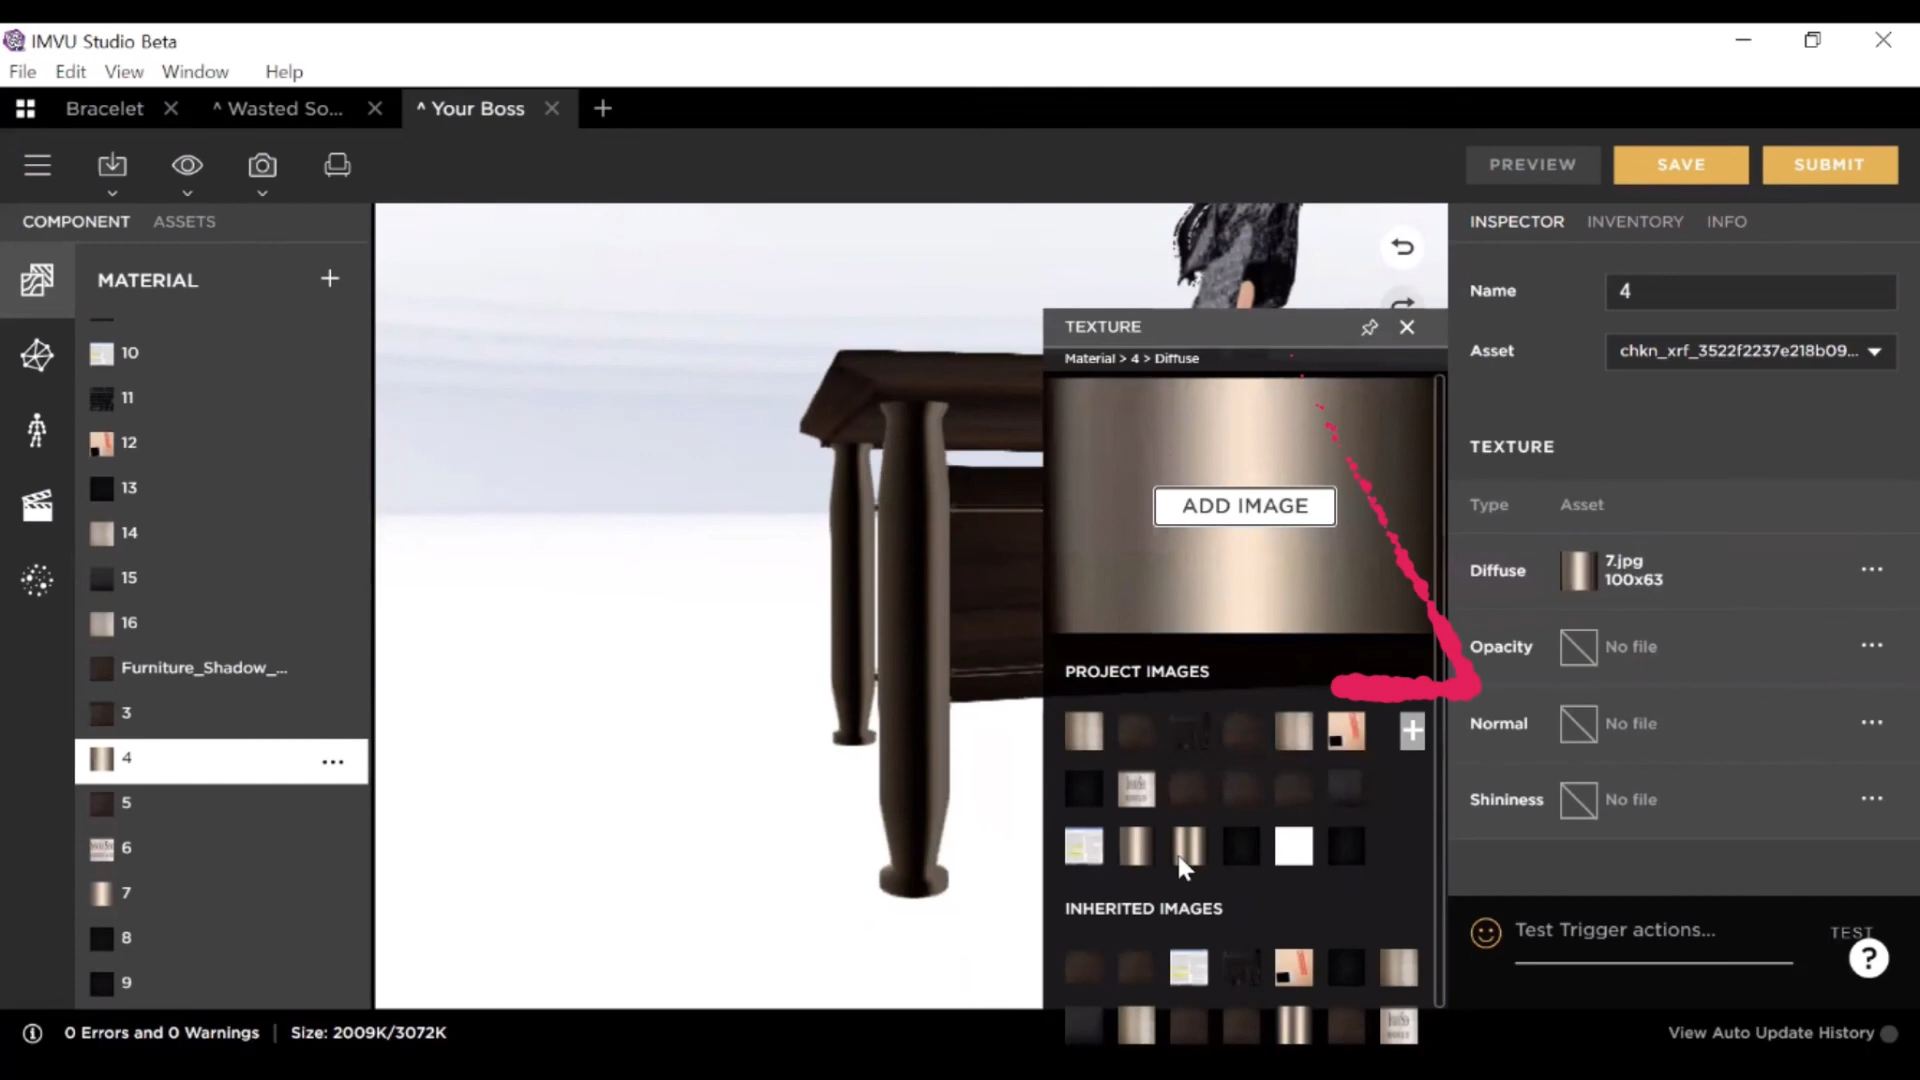 IMVU Studio Beta
File Edit View Window Help
Bracelet ^ Wasted So... ^ Your Boss
PREVIEW SAVE SUBMIT
COMPONENT ASSETS
INSPECTOR INVENTORY INFO
MATERIAL
10
11
12
13
14
15
16
Furniture_Shadow_...
3
4
5
6
7
8
9
TEXTURE
Material > 4 > Diffuse
ADD IMAGE
PROJECT IMAGES
INHERITED IMAGES
Name 4
Asset chkn_xrf_3522f2237e218b09...
TEXTURE
Type Asset
Diffuse 7.jpg
100x63
Opacity No file
Normal No file
Shininess No file
Test Trigger actions... TEST
?
0 Errors and 0 Warnings Size: 2009K/3072K
View Auto Update History